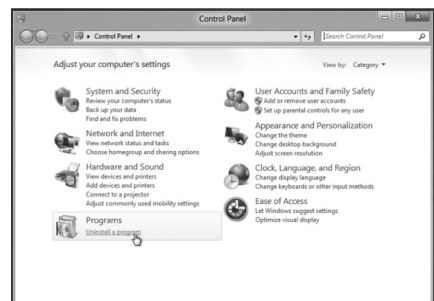 Control Panel
Control Panel
Search Control Panel
Adjust your computer's settings
View by: Category
System and Security
Review your computer's status
Back up your data
Find and fix problems
Network and Internet
View network status and tasks
Choose homegroup and sharing options
Hardware and Sound
View devices and printers
Add devices and printers
Connect to a projector
Adjust commonly used mobility settings
Programs
Uninstall a program
User Accounts and Family Safety
Add or remove user accounts
Set up parental controls for any user
Appearance and Personalization
Change the theme
Change desktop background
Adjust screen resolution
Clock, Language, and Region
Change display language
Change keyboards or other input methods
Ease of Access
Let Windows suggest settings
Optimize visual display